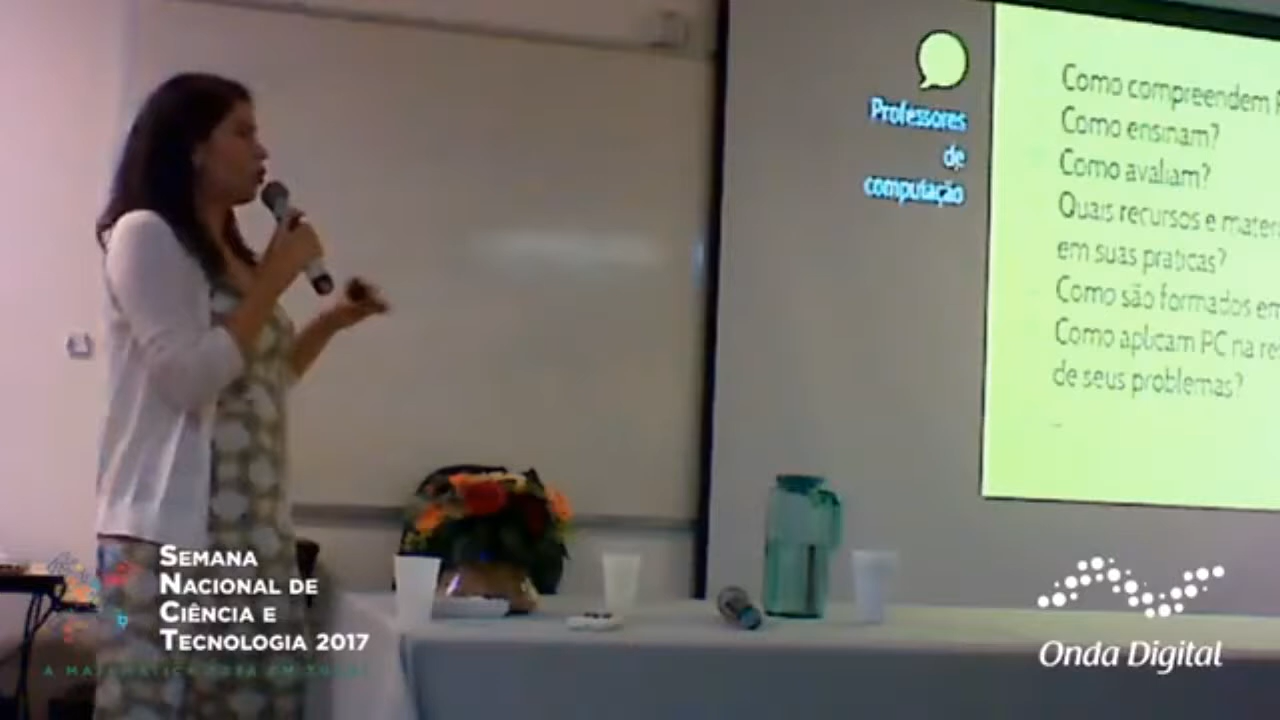 Professores
de
computação
Como compreendem
Como ensinam?
Como avaliam?
Quais recursos e
em suas praticas?
Como são formados em
Como aplicam PC na
de seus problemas?
SEMANA
NACIONAL DE
CIÊNCIA E
TECNOLOGIA 2017
Onda Digital